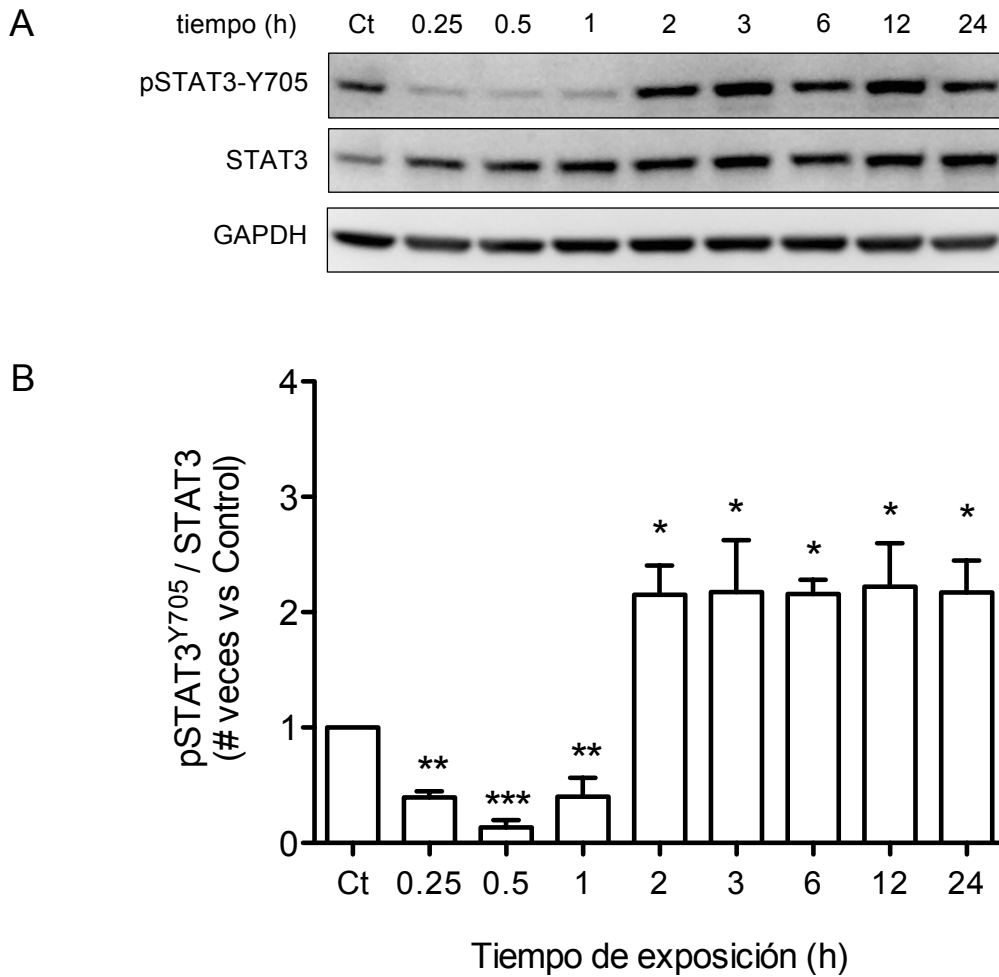 A
tiempo (h) Ct 0.25 0.5 1 2 3 6 12 24
pSTAT3-Y705
STAT3
GAPDH
B
pSTAT3Y705 / STAT3
(# veces vs Control)
4
3
2
1
0
** *** ** * * * * *
Ct 0.25 0.5 1 2 3 6 12 24
Tiempo de exposición (h)